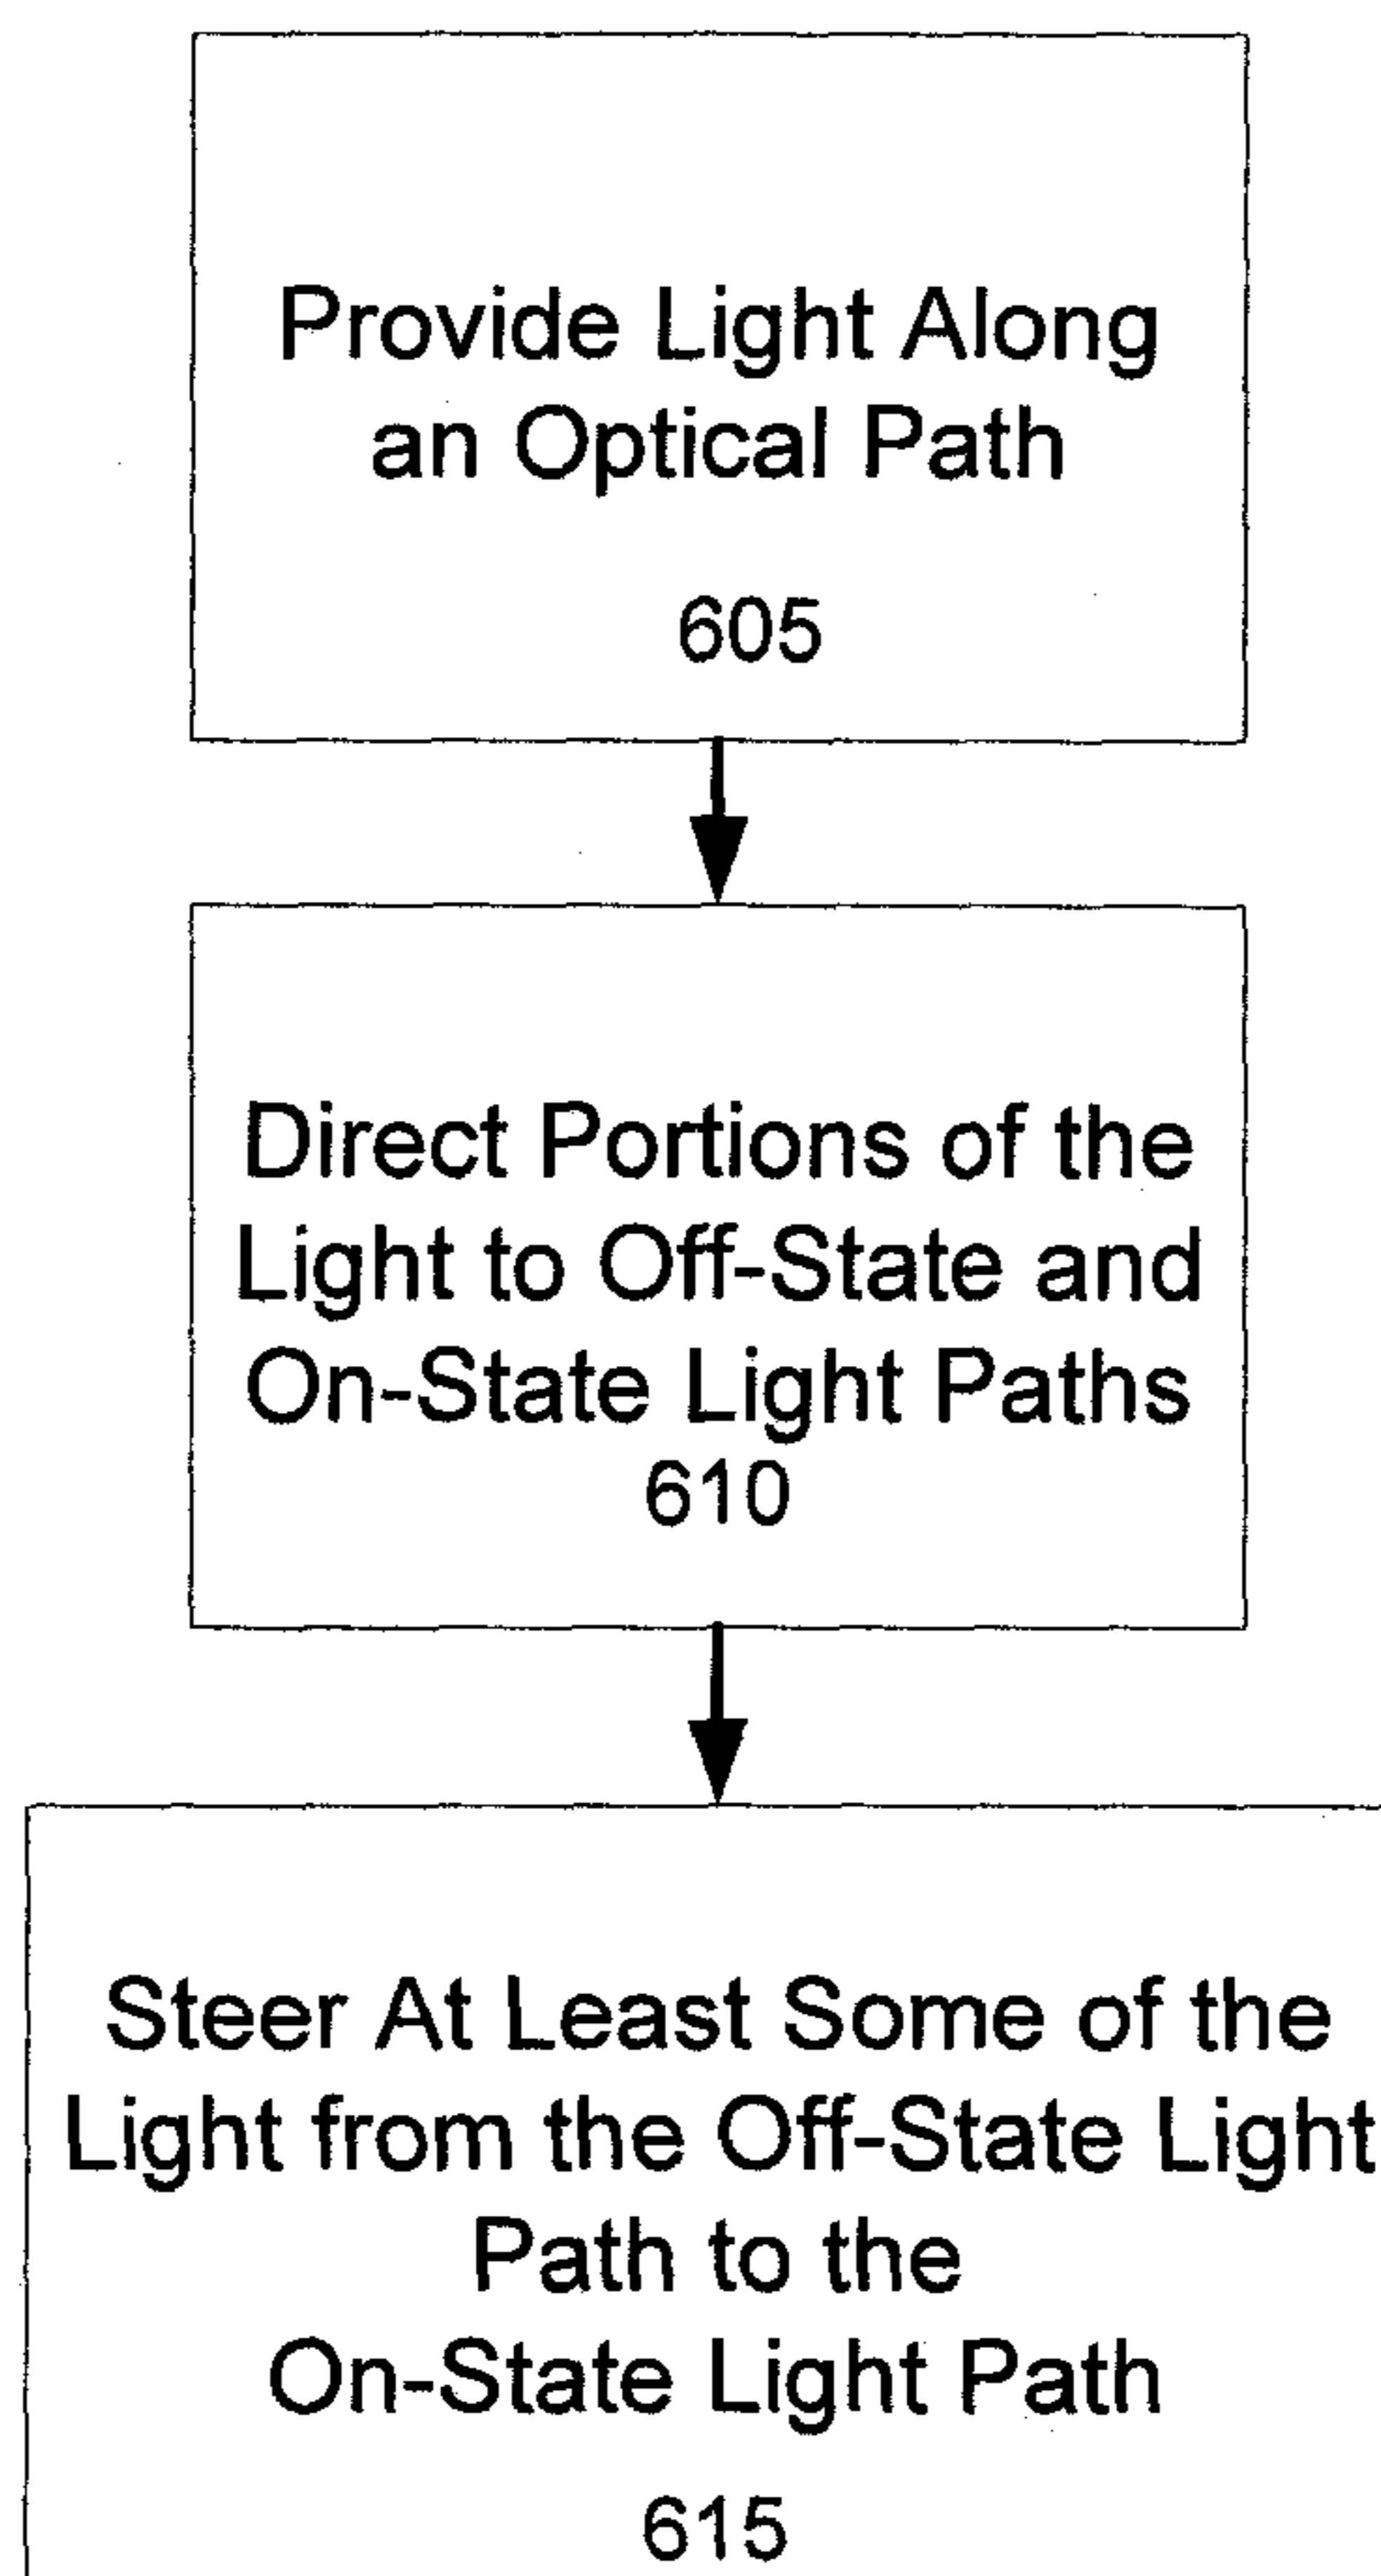 Provide Light Along
an Optical Path
605
Direct Portions of the
Light to Off-State and
On-State Light Paths
610
Steer At Least Some of the
Light from the Off-State Light
Path to the
On-State Light Path
615